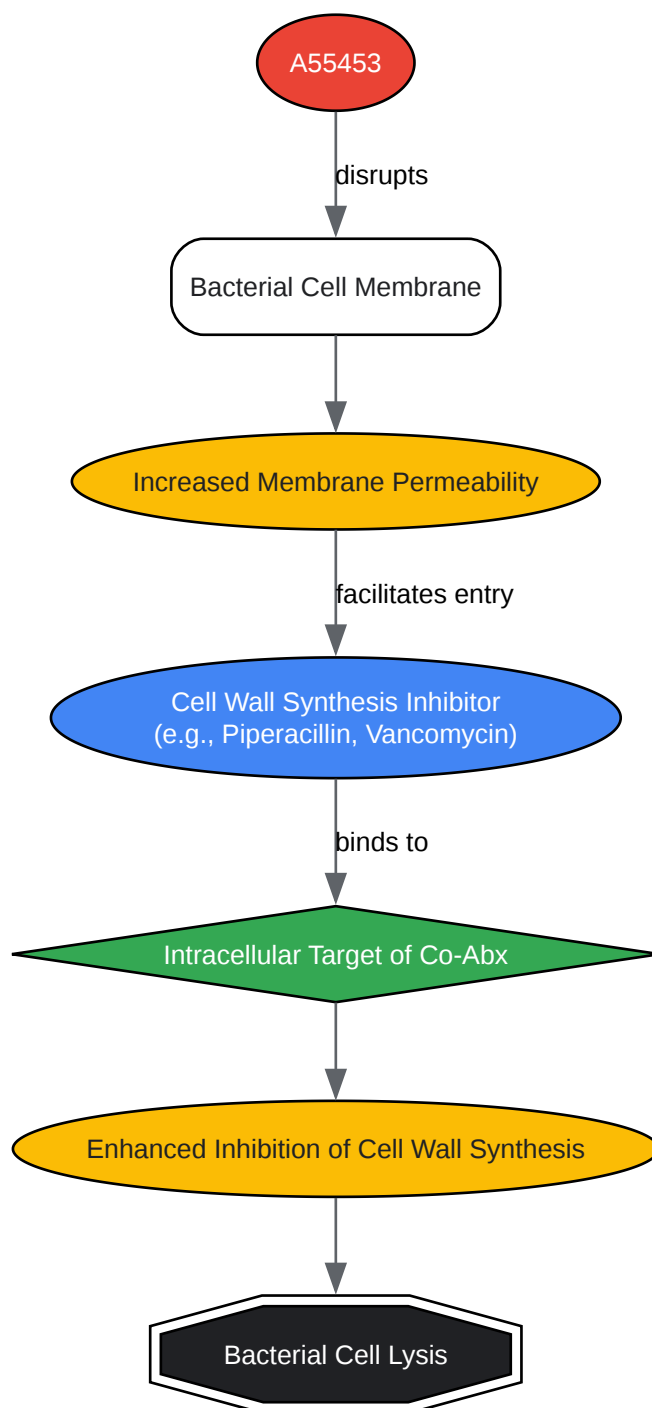 A55453
disrupts
Bacterial Cell Membrane
Increased Membrane Permeability
facilitates entry
Cell Wall Synthesis Inhibitor
(e.g., Piperacillin, Vancomycin)
binds to
Intracellular Target of Co-Abx
Enhanced Inhibition of Cell Wall Synthesis
Bacterial Cell Lysis